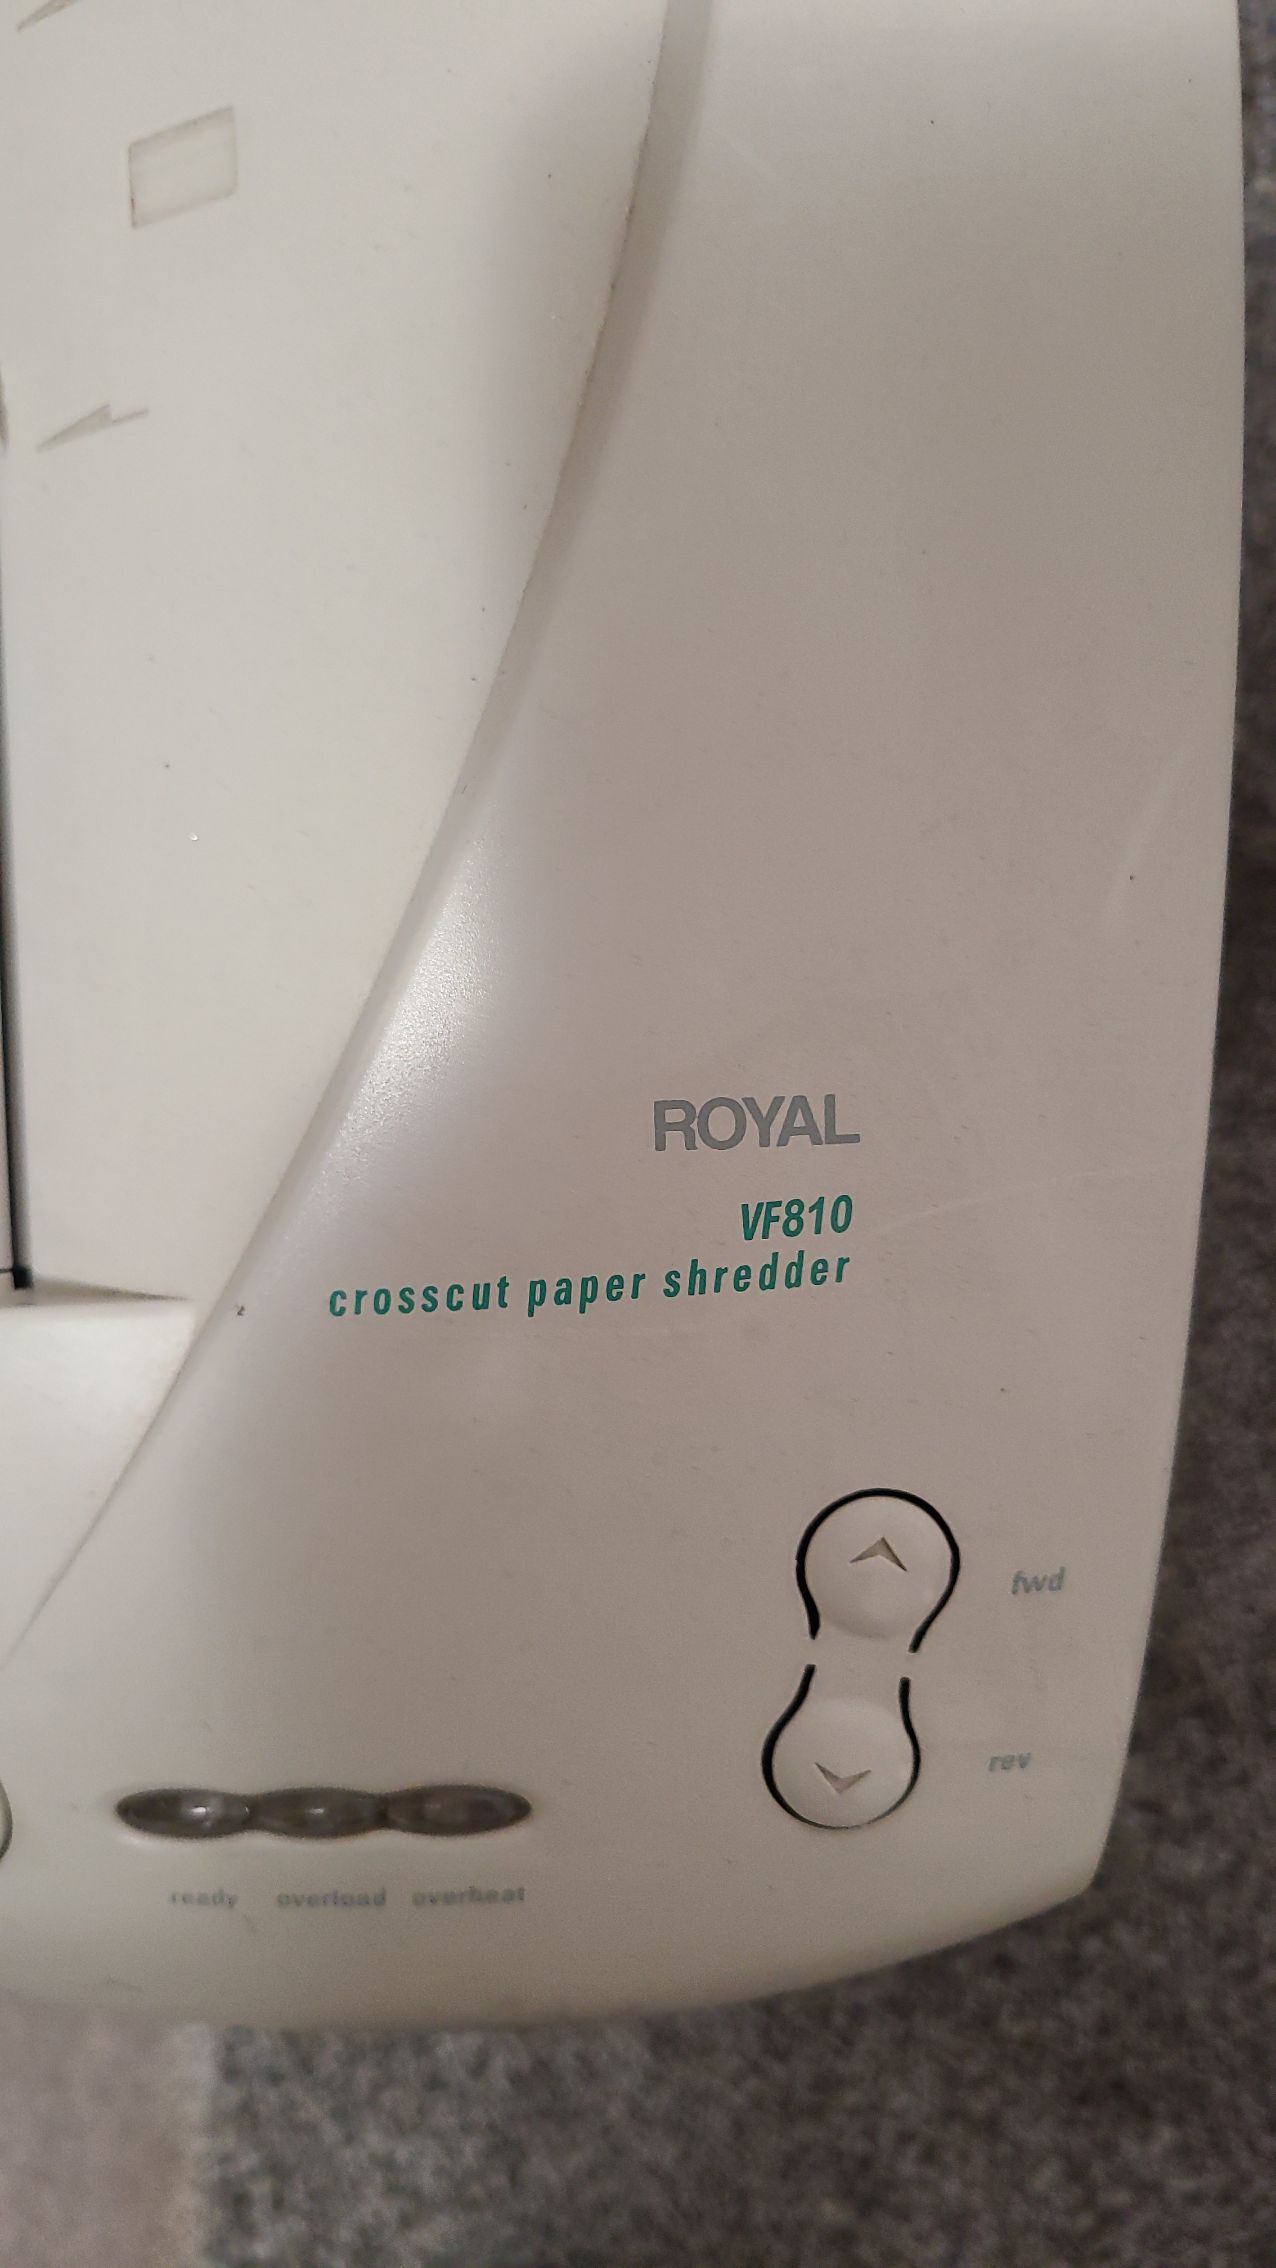 ROYAL
VF810
crosscut paper shredder
fwd
rev
ready overload overheat